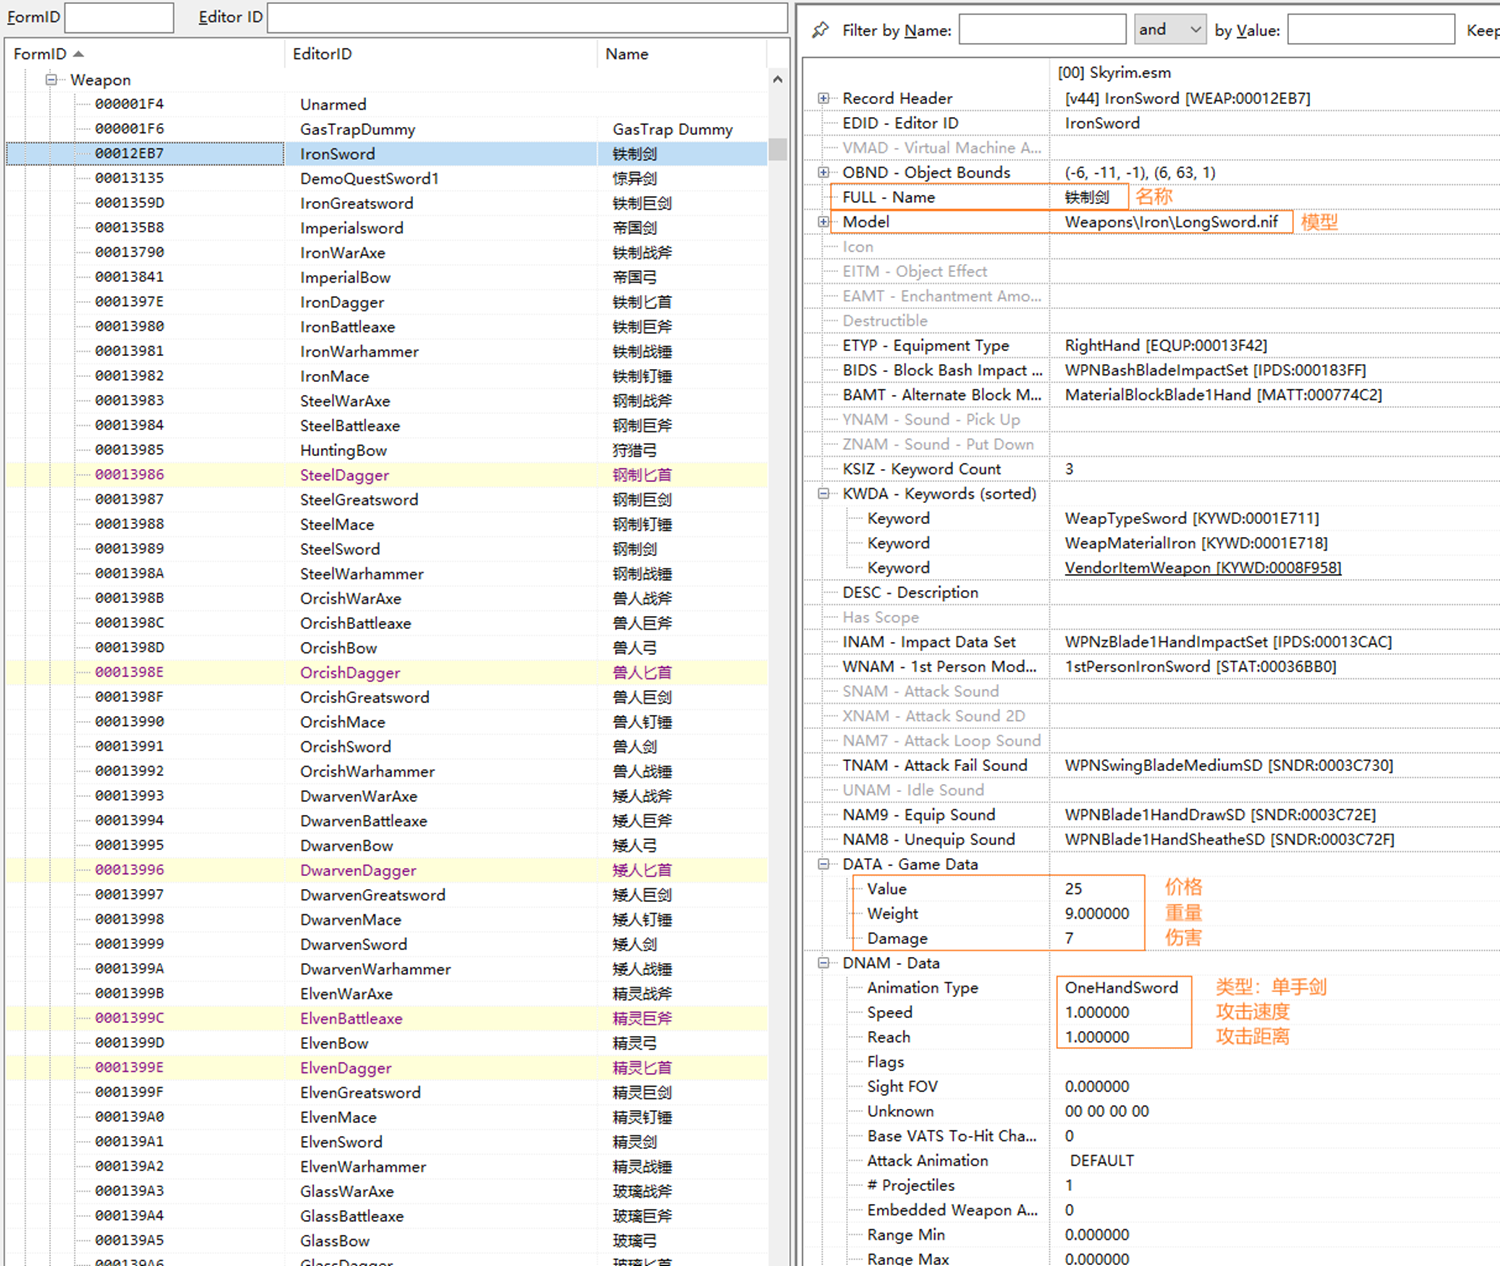 FormID
Editor ID
FormID EditorID Name
Weapon
000001F4 Unarmed
000001F6 GasTrapDummy GasTrap Dummy
00012EB7 IronSword 铁制剑
00013135 DemoQuestSword1 惊异剑
0001359D IronGreatsword 铁制巨剑
000135B8 Imperialsword 帝国剑
00013790 IronWarAxe 铁制战斧
00013841 ImperialBow 帝国弓
0001397E IronDagger 铁制匕首
00013980 IronBattleaxe 铁制巨斧
00013981 IronWarhammer 铁制战锤
00013982 IronMace 铁制钉锤
00013983 SteelWarAxe 钢制战斧
00013984 SteelBattleaxe 钢制巨斧
00013985 HuntingBow 狩猎弓
00013986 SteelDagger 钢制匕首
00013987 SteelGreatsword 钢制巨剑
00013988 SteelMace 钢制钉锤
00013989 SteelSword 钢制剑
0001398A SteelWarhammer 钢制战锤
0001398B OrcishWarAxe 兽人战斧
0001398C OrcishBattleaxe 兽人巨斧
0001398D OrcishBow 兽人弓
0001398E OrcishDagger 兽人匕首
0001398F OrcishGreatsword 兽人巨剑
00013990 OrcishMace 兽人钉锤
00013991 OrcishSword 兽人剑
00013992 OrcishWarhammer 兽人战锤
00013993 DwarvenWarAxe 矮人战斧
00013994 DwarvenBattleaxe 矮人巨斧
00013995 DwarvenBow 矮人弓
00013996 DwarvenDagger 矮人匕首
00013997 DwarvenGreatsword 矮人巨剑
00013998 DwarvenMace 矮人钉锤
00013999 DwarvenSword 矮人剑
0001399A DwarvenWarhammer 矮人战锤
0001399B ElvenWarAxe 精灵战斧
0001399C ElvenBattleaxe 精灵巨斧
0001399D ElvenBow 精灵弓
0001399E ElvenDagger 精灵匕首
0001399F ElvenGreatsword 精灵巨剑
000139A0 ElvenMace 精灵钉锤
000139A1 ElvenSword 精灵剑
000139A2 ElvenWarhammer 精灵战锤
000139A3 GlassWarAxe 玻璃战斧
000139A4 GlassBattleaxe 玻璃巨斧
000139A5 GlassBow 玻璃弓
000139A6 GlassDagger 玻璃匕首
Filter by Name: and by Value: Keep
[00] Skyrim.esm
Record Header [v44] IronSword [WEAP:00012EB7]
EDID - Editor ID IronSword
VMAD - Virtual Machine A...
OBND - Object Bounds (-6, -11, -1), (6, 63, 1)
FULL - Name 铁制剑 名称
Model Weapons\Iron\LongSword.nif 模型
Icon
EITM - Object Effect
EAMT - Enchantment Amo...
Destructible
ETYP - Equipment Type RightHand [EQUP:00013F42]
BIDS - Block Bash Impact ... WPNBashBladeImpactSet [IPDS:000183FF]
BAMT - Alternate Block M... MaterialBlockBlade1Hand [MATT:000774C2]
YNAM - Sound - Pick Up
ZNAM - Sound - Put Down
KSIZ - Keyword Count 3
KWDA - Keywords (sorted)
Keyword WeapTypeSword [KYWD:0001E711]
Keyword WeapMaterialIron [KYWD:0001E718]
Keyword VendorItemWeapon [KYWD:0008F958]
DESC - Description
Has Scope
INAM - Impact Data Set WPNzBlade1HandImpactSet [IPDS:00013CAC]
WNAM - 1st Person Mod... 1stPersonIronSword [STAT:00036BB0]
SNAM - Attack Sound
XNAM - Attack Sound 2D
NAM7 - Attack Loop Sound
TNAM - Attack Fail Sound WPNSwingBladeMediumSD [SNDR:0003C730]
UNAM - Idle Sound
NAM9 - Equip Sound WPNBlade1HandDrawSD [SNDR:0003C72E]
NAM8 - Unequip Sound WPNBlade1HandSheatheSD [SNDR:0003C72F]
DATA - Game Data
Value 25 价格
Weight 9.000000 重量
Damage 7 伤害
DNAM - Data
Animation Type OneHandSword 类型：单手剑
Speed 1.000000 攻击速度
Reach 1.000000 攻击距离
Flags
Sight FOV 0.000000
Unknown 00 00 00 00
Base VATS To-Hit Cha... 0
Attack Animation DEFAULT
# Projectiles 1
Embedded Weapon A... 0
Range Min 0.000000
Range Max 0.000000